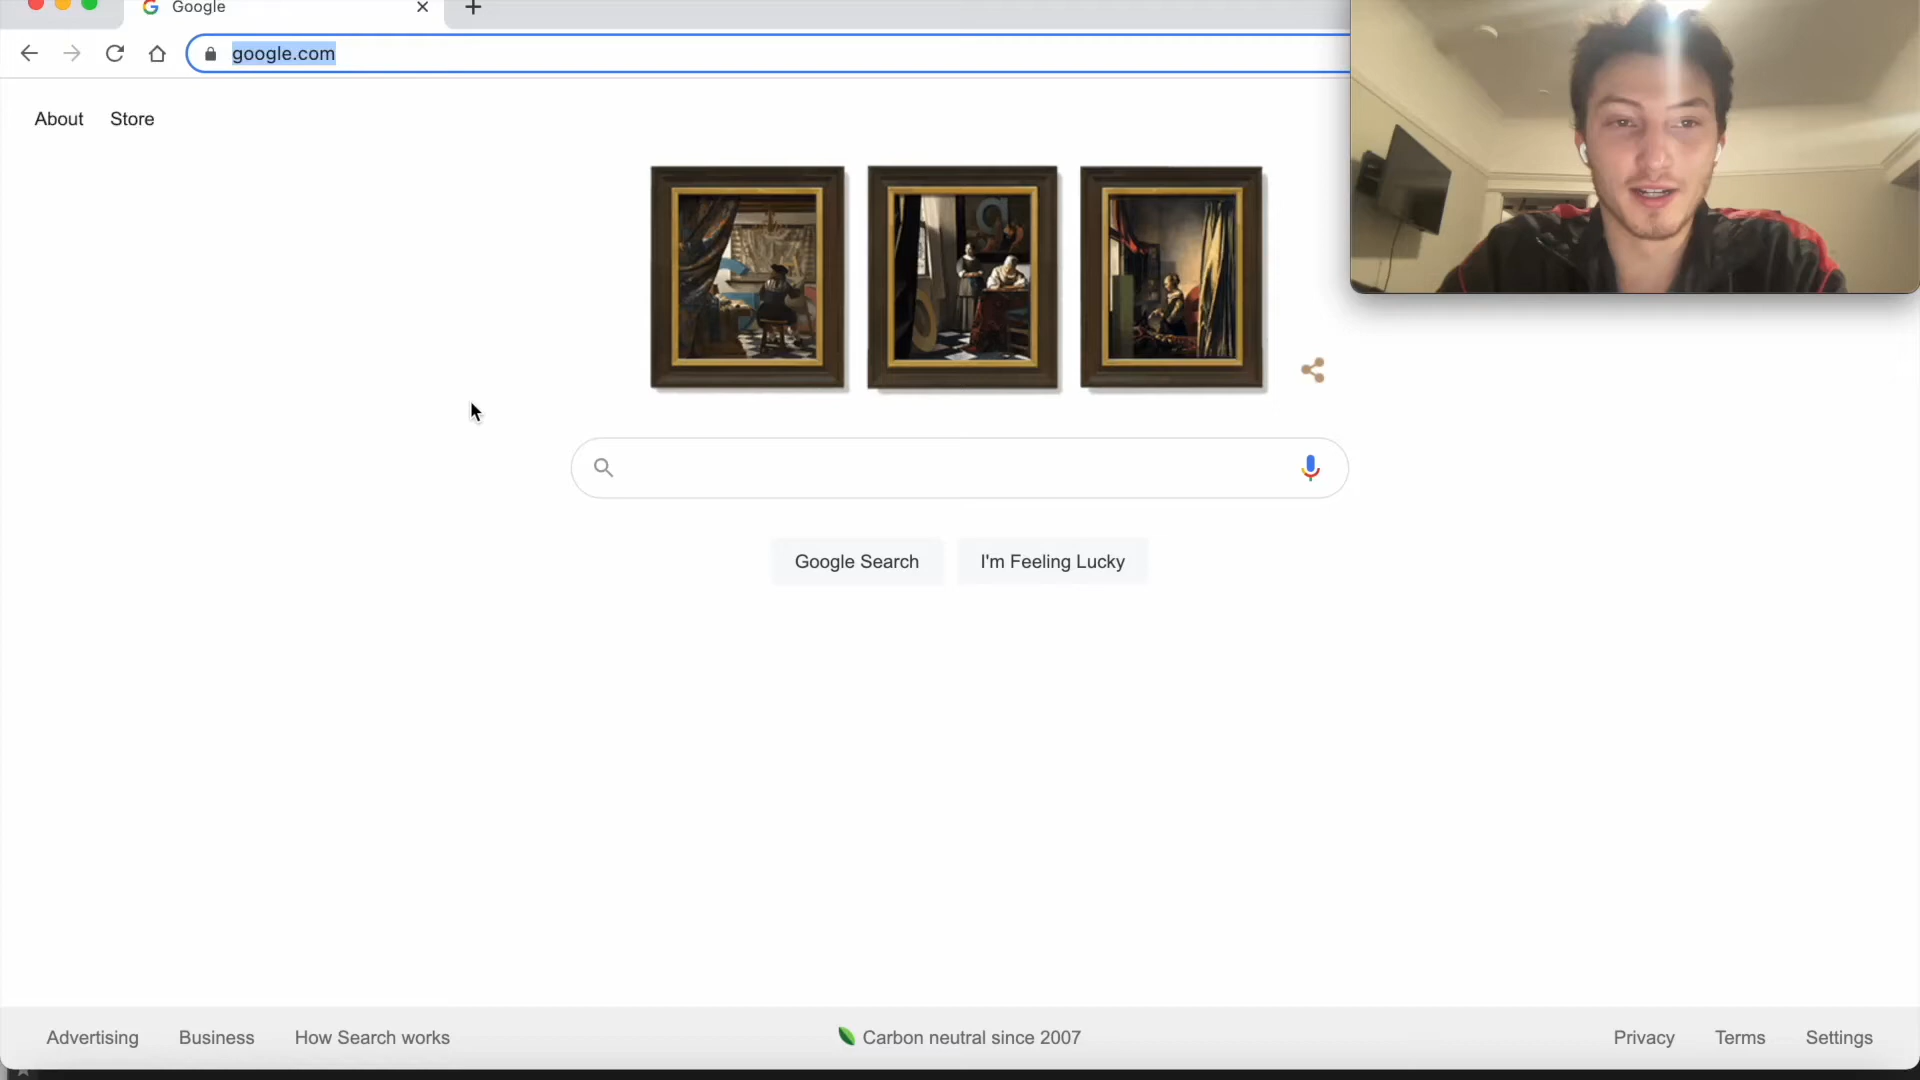 Google
google.com
About Store
Google Search I'm Feeling Lucky
Advertising Business How Search works Carbon neutral since 2007 Privacy Terms Settings